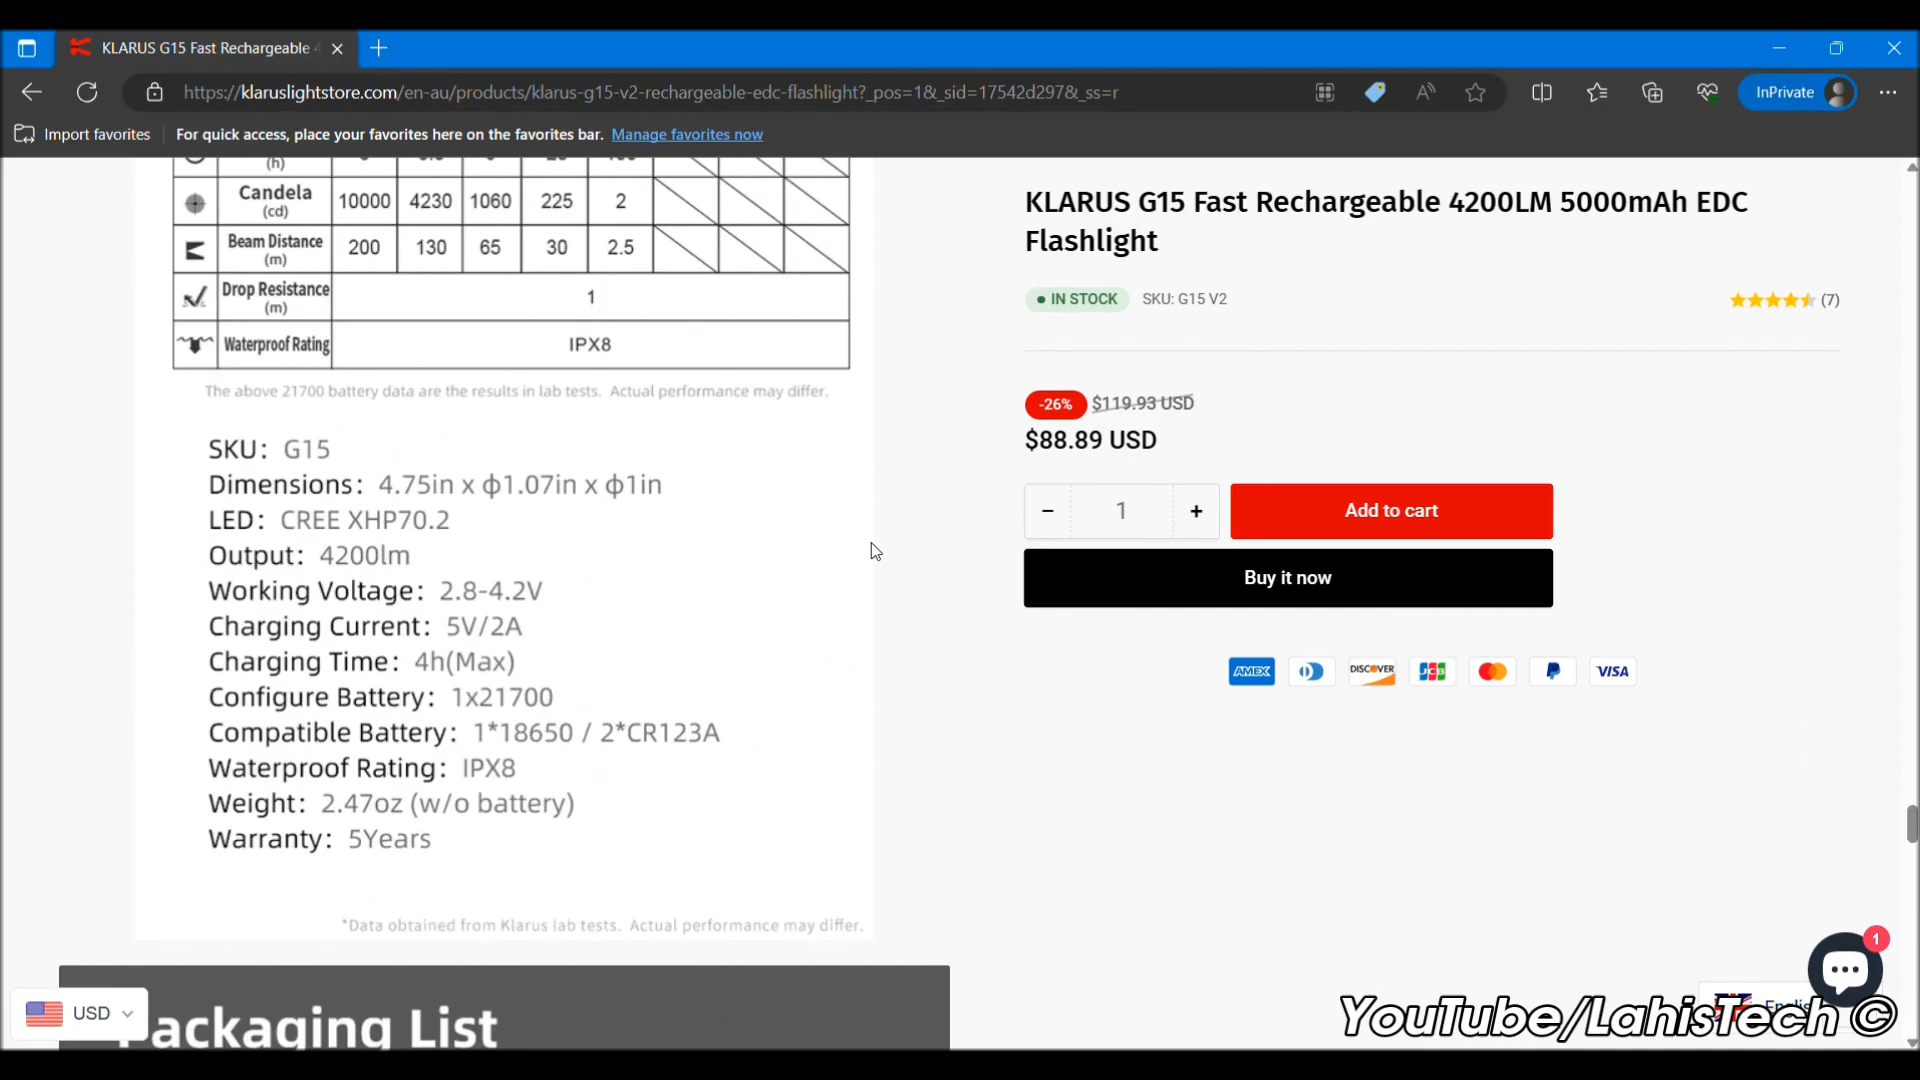 KLARUS G15 Fast Rechargeable 4
https://klaruslightstore.com/en-au/products/klarus-g15-v2-rechargeable-edc-flashlight?_pos=1&_sid=17542d297&_ss=r
InPrivate
Import favorites
For quick access, place your favorites here on the favorites bar. Manage favorites now
(h)
Candela (cd) 10000 4230 1060 225 2
Beam Distance (m) 200 130 65 30 2.5
Drop Resistance (m) 1
Waterproof Rating IPX8
The above 21700 battery data are the results in lab tests. Actual performance may differ.
SKU: G15
Dimensions: 4.75in x ф1.07in x ф1in
LED: CREE XHP70.2
Output: 4200lm
Working Voltage: 2.8-4.2V
Charging Current: 5V/2A
Charging Time: 4h(Max)
Configure Battery: 1x21700
Compatible Battery: 1*18650 / 2*CR123A
Waterproof Rating: IPX8
Weight: 2.47oz (w/o battery)
Warranty: 5Years
*Data obtained from Klarus lab tests. Actual performance may differ.
Packaging List
USD
KLARUS G15 Fast Rechargeable 4200LM 5000mAh EDC
Flashlight
IN STOCK SKU: G15 V2 (7)
-26% $119.93 USD
$88.89 USD
− 1 + Add to cart
Buy it now
AMEX DISCOVER JCB VISA
1
YouTube/LahisTech ©